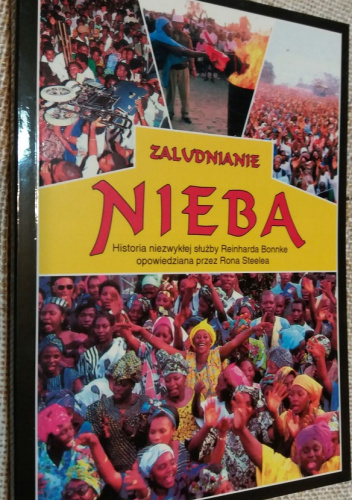 ZALUDNIANIE
NIEBA
Historia niezwykłej służby Reinharda Bonnke
opowiedziana przez Rona Steelea